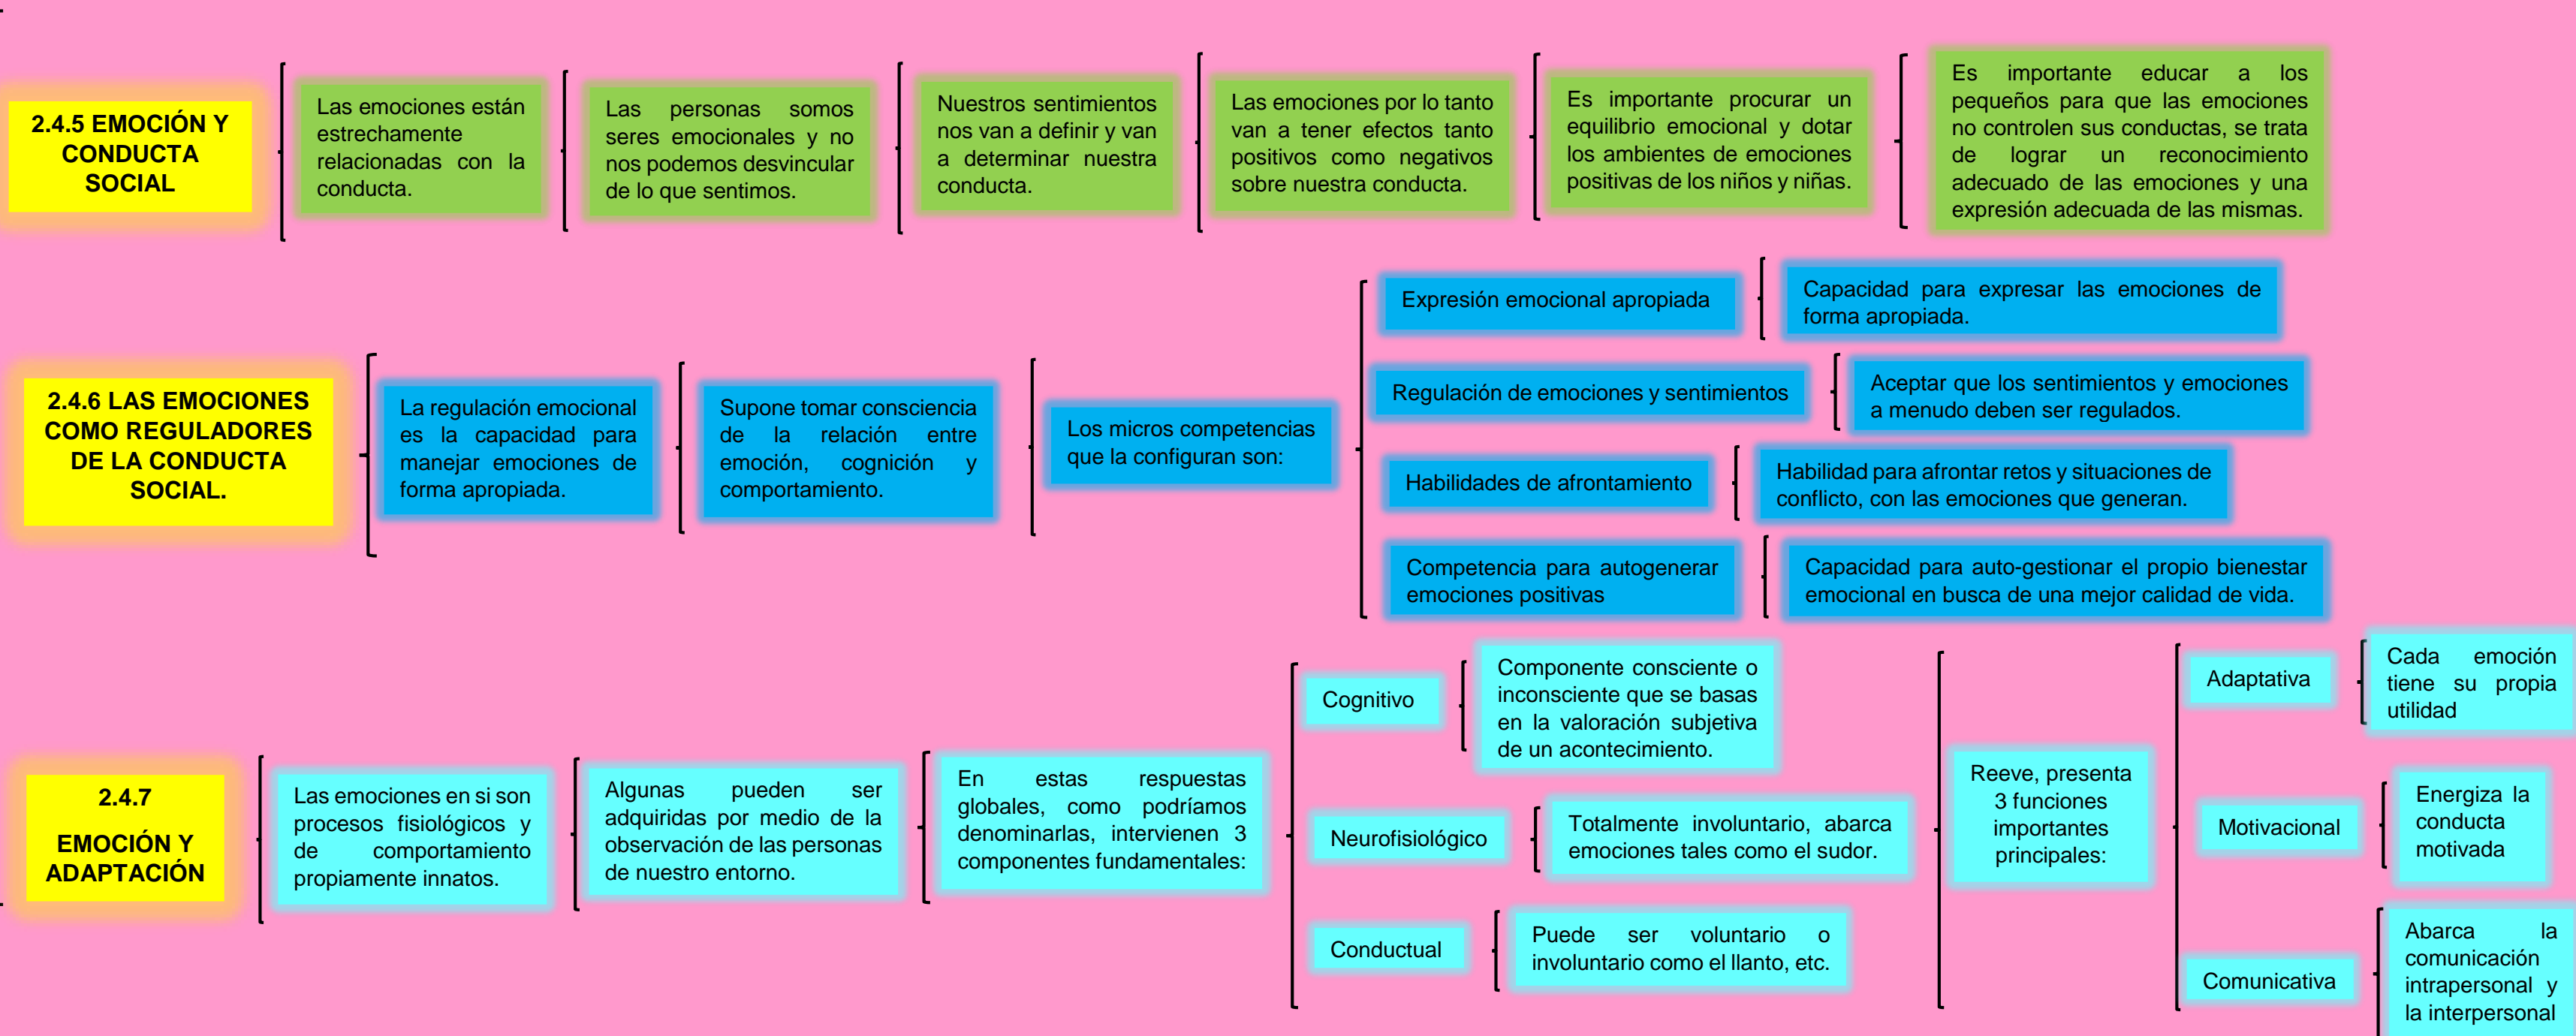 2.4.5 EMOCIÓN Y
CONDUCTA
SOCIAL
Las emociones están
estrechamente
relacionadas con la
conducta.
Las personas somos
seres emocionales y no
nos podemos desvincular
de lo que sentimos.
Nuestros sentimientos
nos van a definir y van
a determinar nuestra
conducta.
Las emociones por lo tanto
van a tener efectos tanto
positivos como negativos
sobre nuestra conducta.
Es importante procurar un
equilibrio emocional y dotar
los ambientes de emociones
positivas de los niños y niñas.
Es importante educar a los
pequeños para que las emociones
no controlen sus conductas, se trata
de lograr un reconocimiento
adecuado de las emociones y una
expresión adecuada de las mismas.
2.4.6 LAS EMOCIONES
COMO REGULADORES
DE LA CONDUCTA
SOCIAL.
La regulación emocional
es la capacidad para
manejar emociones de
forma apropiada.
Supone tomar consciencia
de la relación entre
emoción, cognición y
comportamiento.
Los micros competencias
que la configuran son:
Expresión emocional apropiada
Capacidad para expresar las emociones de
forma apropiada.
Regulación de emociones y sentimientos
Aceptar que los sentimientos y emociones
a menudo deben ser regulados.
Habilidades de afrontamiento
Habilidad para afrontar retos y situaciones de
conflicto, con las emociones que generan.
Competencia para autogenerar
emociones positivas
Capacidad para auto-gestionar el propio bienestar
emocional en busca de una mejor calidad de vida.
2.4.7
EMOCIÓN Y
ADAPTACIÓN
Las emociones en si son
procesos fisiológicos y
de comportamiento
propiamente innatos.
Algunas pueden ser
adquiridas por medio de la
observación de las personas
de nuestro entorno.
En estas respuestas
globales, como podríamos
denominarlas, intervienen 3
componentes fundamentales:
Cognitivo
Componente consciente o
inconsciente que se basas
en la valoración subjetiva
de un acontecimiento.
Neurofisiológico
Totalmente involuntario, abarca
emociones tales como el sudor.
Conductual
Puede ser voluntario o
involuntario como el llanto, etc.
Reeve, presenta
3 funciones
importantes
principales:
Adaptativa
Cada emoción
tiene su propia
utilidad
Motivacional
Energiza la
conducta
motivada
Comunicativa
Abarca la
comunicación
intrapersonal y
la interpersonal